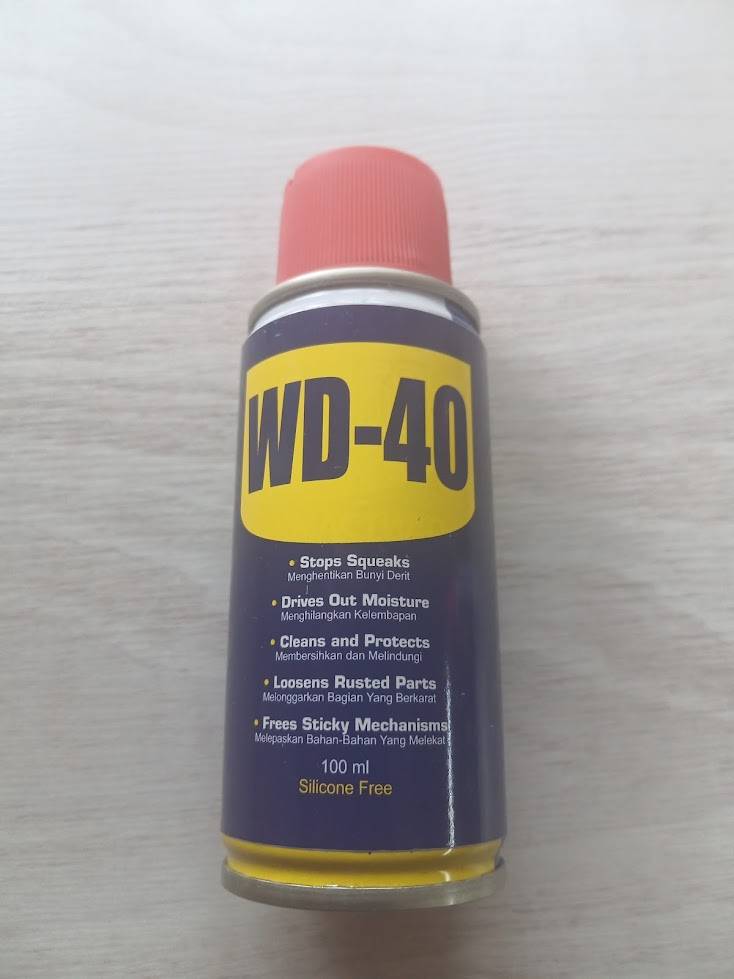 WD-40
• Stops Squeaks
Menghentikan Bunyi Derit
• Drives Out Moisture
Menghilangkan Kelembapan
• Cleans and Protects
Membersihkan dan Melindungi
• Loosens Rusted Parts
Melonggarkan Bagian Yang Berkarat
• Frees Sticky Mechanisms
Melepaskan Bahan-Bahan Yang Melekat
100 ml
Silicone Free